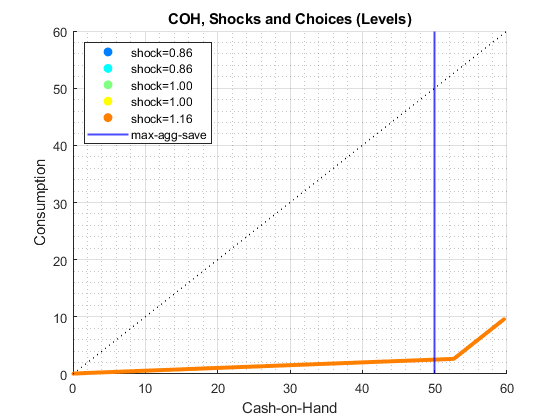 COH, Shocks and Choices (Levels)
60
50
40
30
20
10
0
shock=0.86
shock=0.86
shock=1.00
shock=1.00
shock=1.16
max-agg-save
Consumption
0 10 20 30 40 50 60
Cash-on-Hand